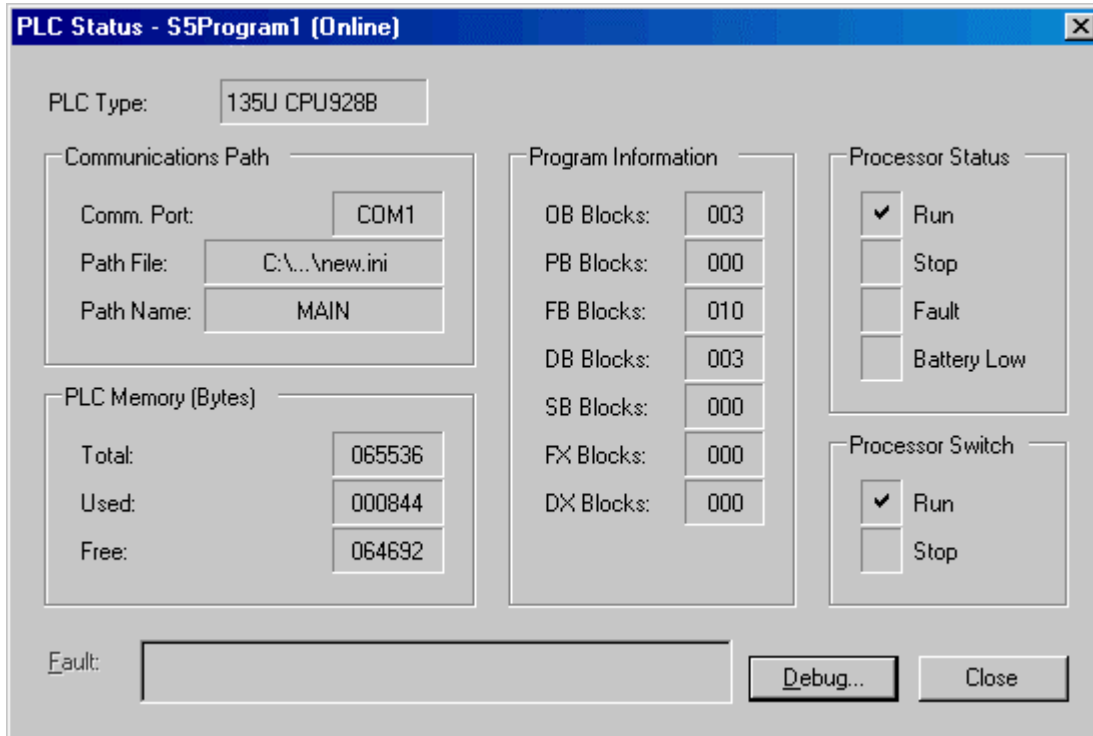 PLC Status - S5Program1 (Online)
PLC Type: 135U CPU928B
Communications Path
Comm. Port: COM1
Path File: C:\...\new.ini
Path Name: MAIN
PLC Memory (Bytes)
Total: 065536
Used: 000844
Free: 064692
Program Information
OB Blocks: 003
PB Blocks: 000
FB Blocks: 010
DB Blocks: 003
SB Blocks: 000
FX Blocks: 000
DX Blocks: 000
Processor Status
Run
Stop
Fault
Battery Low
Processor Switch
Run
Stop
Fault:
Debug...
Close